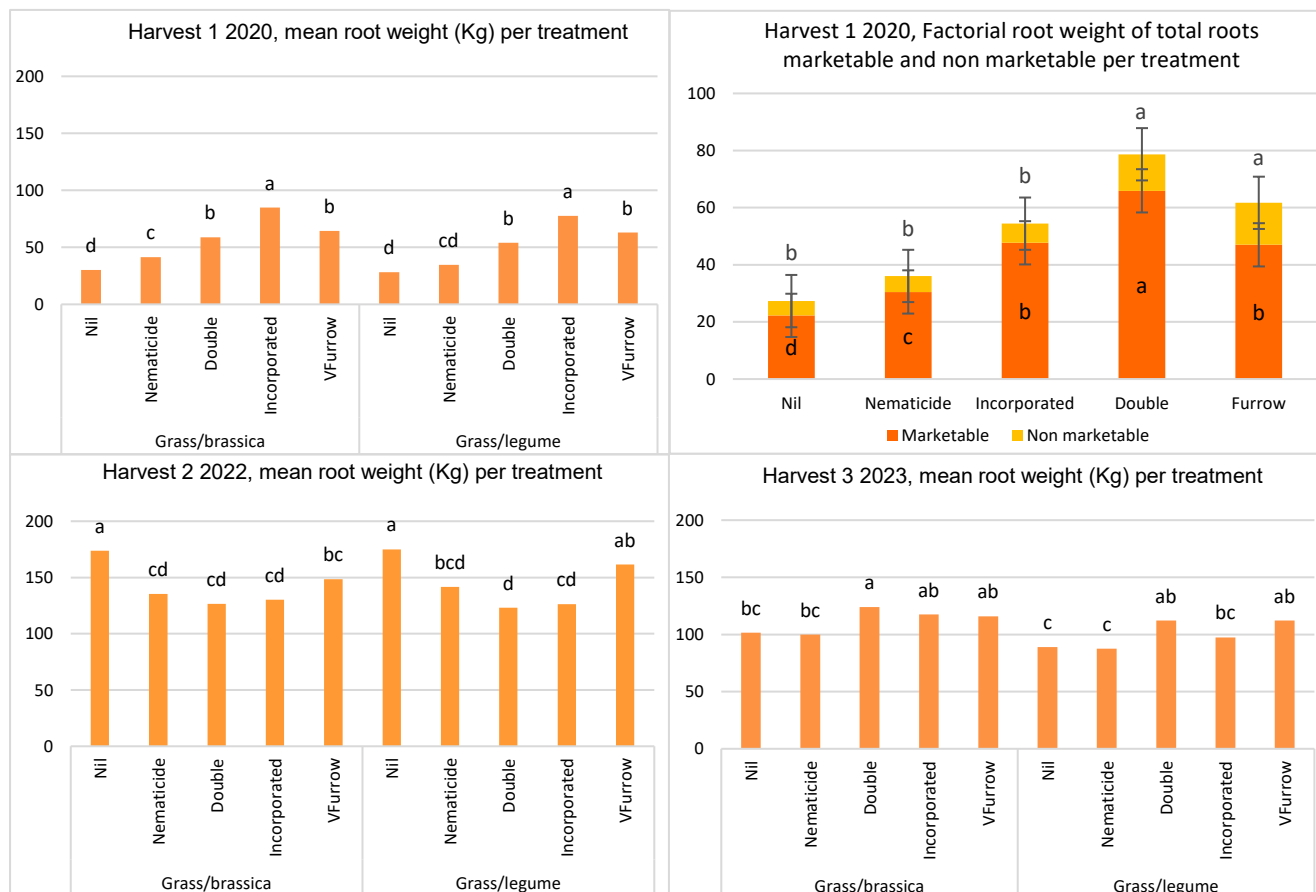 Harvest 1 2020, mean root weight (Kg) per treatment
200
150
100
50
0
d
c
b
a
b
d
cd
b
a
b
Nil
Nematicide
Double
Incorporated
VFurrow
Nil
Nematicide
Double
Incorporated
VFurrow
Grass/brassica
Grass/legume
Harvest 1 2020, Factorial root weight of total roots
marketable and non marketable per treatment
100
80
60
40
20
0
b
b
b
a
a
d
c
b
a
b
Nil
Nematicide
Incorporated
Double
Furrow
Marketable
Non marketable
Harvest 2 2022, mean root weight (Kg) per treatment
200
150
100
50
0
a
cd
cd
cd
bc
a
bcd
d
cd
ab
Nil
Nematicide
Double
Incorporated
VFurrow
Nil
Nematicide
Double
Incorporated
VFurrow
Grass/brassica
Grass/legume
Harvest 3 2023, mean root weight (Kg) per treatment
200
150
100
50
0
bc
bc
a
ab
ab
c
c
ab
bc
ab
Nil
Nematicide
Double
Incorporated
VFurrow
Nil
Nematicide
Double
Incorporated
VFurrow
Grass/brassica
Grass/legume